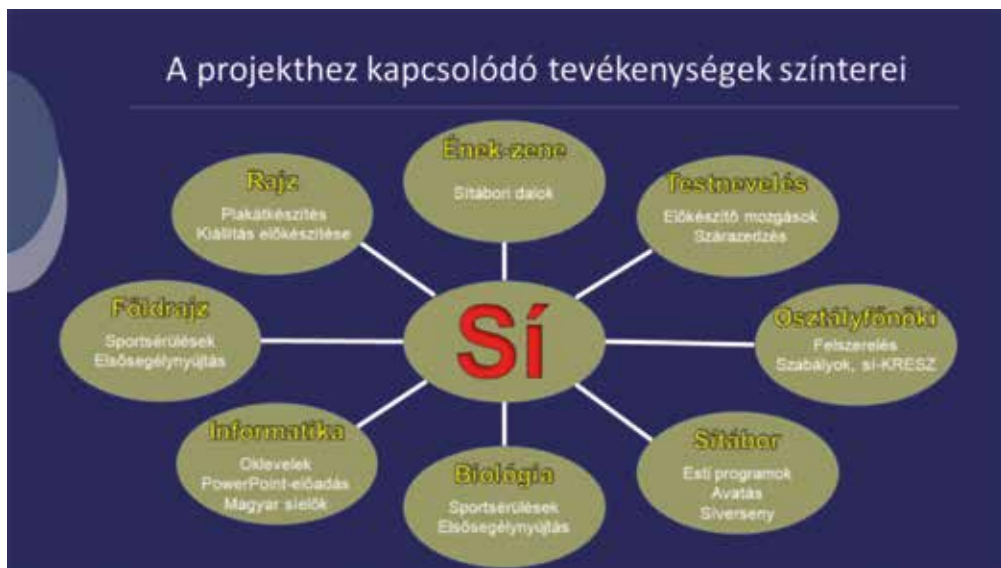 A projekthez kapcsolódó tevékenységek színterei
Ének-zene
Sítábori dalok
Rajz
Plakátkészítés
Kiállítás előkészítése
Testnevelés
Előkészítő mozgások
Szárazedzés
Földrajz
Sportsérülések
Elsősegélynyújtás
Sí
Osztályfőnöki
Felszerelés
Szabályok, sí-KRESZ
Informatika
Oklevelek
PowerPoint-előadás
Magyar síelők
Biológia
Sportsérülések
Elsősegélynyújtás
Sítábor
Esti programok
Avatás
Síverseny